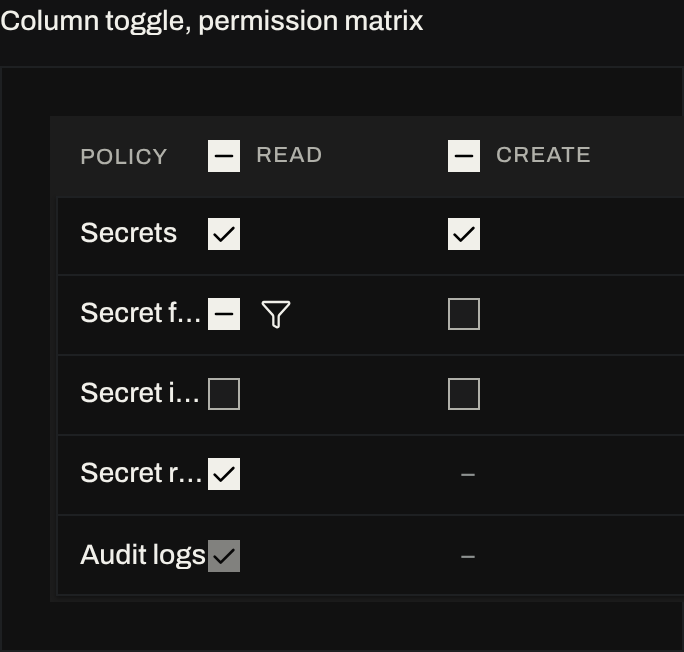 Column toggle, permission matrix
POLICY READ CREATE
Secrets
Secret f...
Secret i...
Secret r... –
Audit logs –